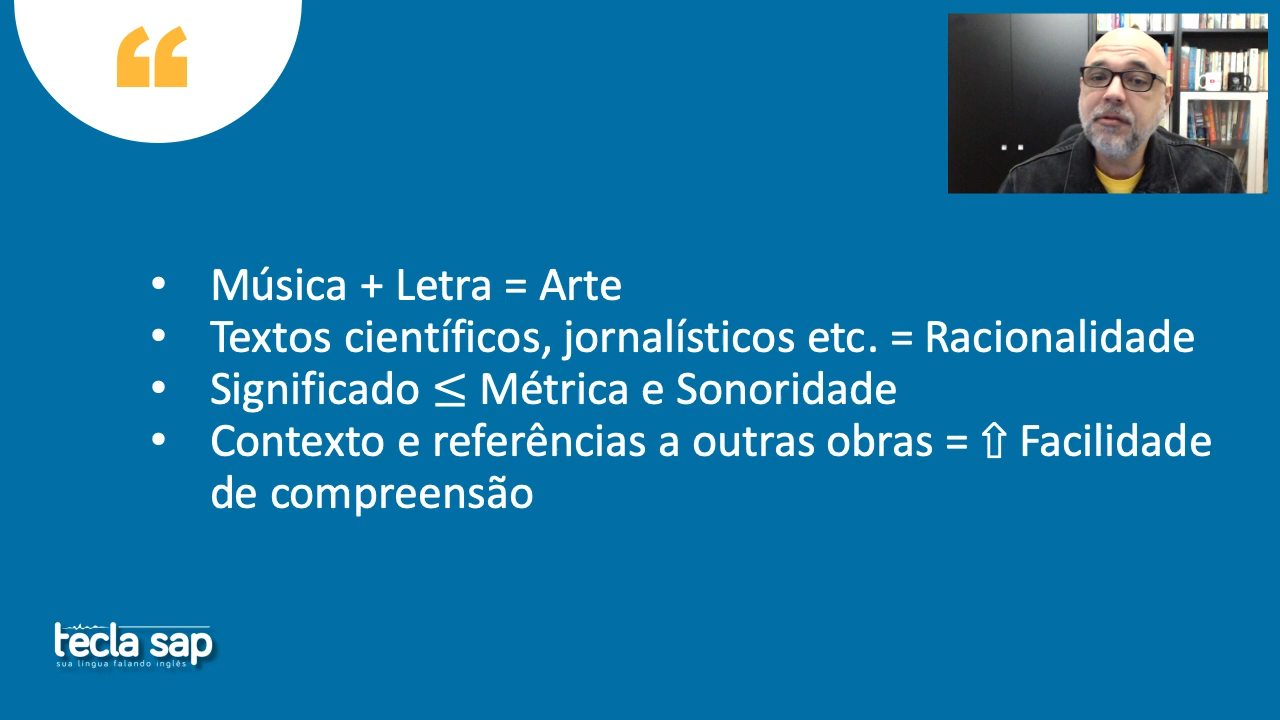 “
• Música + Letra = Arte
• Textos científicos, jornalísticos etc. = Racionalidade
• Significado ≤ Métrica e Sonoridade
• Contexto e referências a outras obras = ⇧ Facilidade
de compreensão
tecla sap
sua língua falando inglês